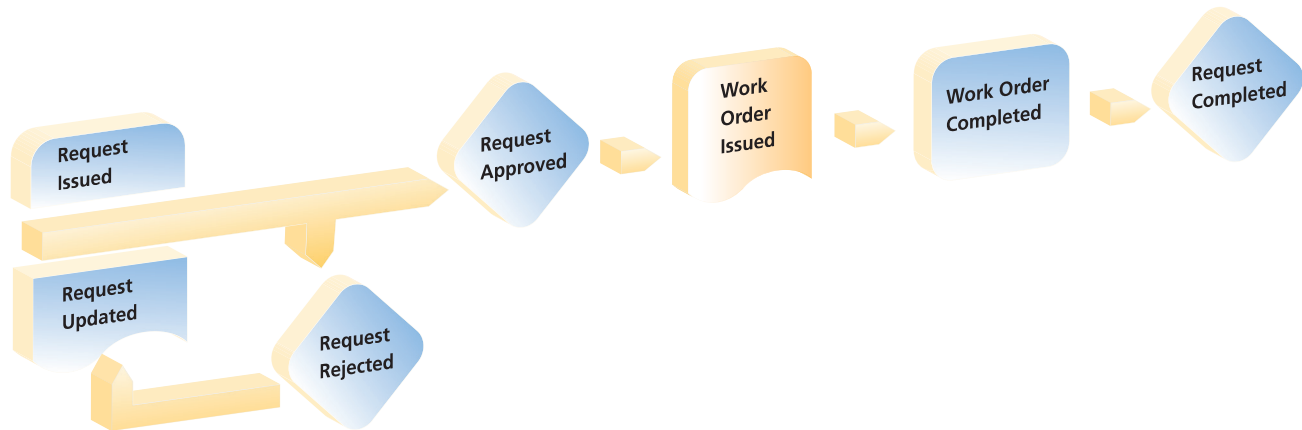 Request
Issued
Request
Updated
Request
Rejected
Request
Approved
Work
Order
Issued
Work Order
Completed
Request
Completed